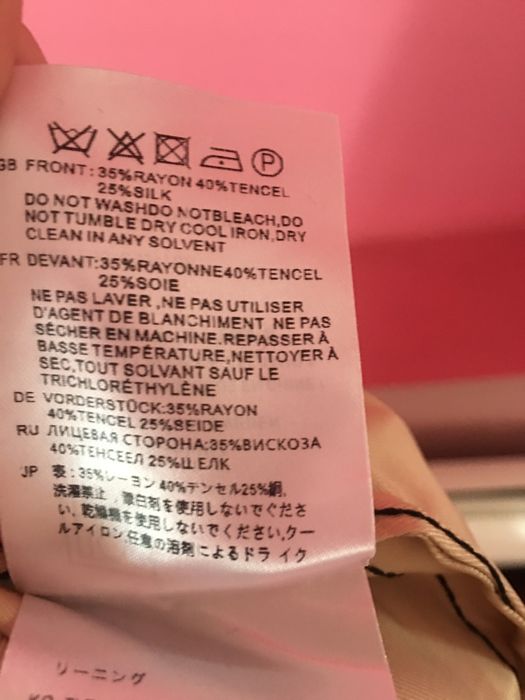 P
GB FRONT:35%RAYON 40%TENCEL
25%SILK
DO NOT WASHDO NOTBLEACH,DO
NOT TUMBLE DRY COOL IRON,DRY
CLEAN IN ANY SOLVENT
FR DEVANT:35%RAYONNE40%TENCEL
25%SOIE
NE PAS LAVER ,NE PAS UTILISER
D'AGENT DE BLANCHIMENT NE PAS
SÉCHER EN MACHINE.REPASSER À
BASSE TEMPÉRATURE,NETTOYER À
SEC,TOUT SOLVANT SAUF LE
TRICHLORÉTHYLÈNE
DE VORDERSTÜCK:35%RAYON
40%TENCEL 25%SEIDE
RU ЛИЦЕВАЯ СТОРОНА:35%ВИСКОЗА
40%ТЕНСЕЕЛ 25%Ш ЕЛК
JP 表:35%レーヨン 40%テンセル25%絹,
洗濯禁止 , 漂白剤を使用しないでくださ
い, 乾燥機を使用しないでください,クー
ルアイロン,任意の溶剤によるドライク
リーニング